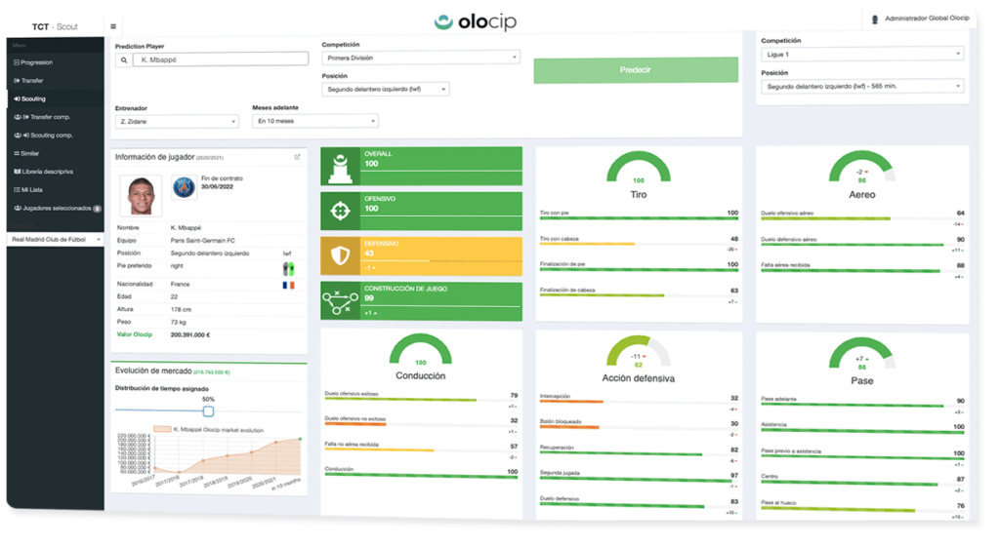 TCT - Scout
olocip
Administrador Global Olocip
Menu
Progression
Transfer
Scouting
Transfer comp.
Scouting comp.
Similar
Librería descripriva
Mi Lista
Jugadores seleccionados
Real Madrid Club de Fútbol
Prediction Player
K. Mbappé
Competición
Primera División
Posición
Segundo delantero izquierdo (lwf)
Predecir
Entrenador
Z. Zidane
Meses adelante
En 10 meses
Competición
Ligue 1
Posición
Segundo delantero izquierdo (lwf) - 565 min.
Información de jugador (2020/2021)
Fin de contrato
30/06/2022
Nombre K. Mbappé
Equipo Paris Saint-Germain FC
Posición Segundo delantero izquierdo lwf
Pie preferido right
Nacionalidad France
Edad 22
Altura 178 cm
Peso 73 kg
Valor Olocip 200.391.000 €
Evolución de mercado
Distribución de tiempo asignado
50%
K. Mbappé Olocip market evolution
220.000.000 €
200.000.000 €
180.000.000 €
160.000.000 €
140.000.000 €
120.000.000 €
100.000.000 €
80.000.000 €
60.000.000 €
2016/2017
2017/2018
2017/2018
2018/2019
2019/2020
2020/2021
In 10 months
OVERALL
100
OFENSIVO
100
DEFENSIVO
43
-1
CONSTRUCCIÓN DE JUEGO
99
+1
100
Tiro
Tiro con pie 100
Tiro con cabeza 48
Finalización de pie 100
Finalización de cabeza 63
+7
-2
86
Aereo
Duelo ofensivo aéreo 64
-14
Duelo defensivo aéreo 90
+11
Falta aérea recibida 88
+4
100
Conducción
Duelo ofensivo exitoso 79
+1
Duelo ofensivo no exitoso 32
+1
Falta no aérea recibida 57
-2
Conducción 100
-11
62
Acción defensiva
Intercepción 32
-4
Balón bloqueado 30
-2
Recuperación 82
Segunda jugada 97
-1
Duelo defensivo 83
+16
+7
86
Pase
Pase adelante 90
+3
Asistencia 100
Pase previo a asistencia 100
+1
Centro 87
+2
Pase al hueco 76
+10